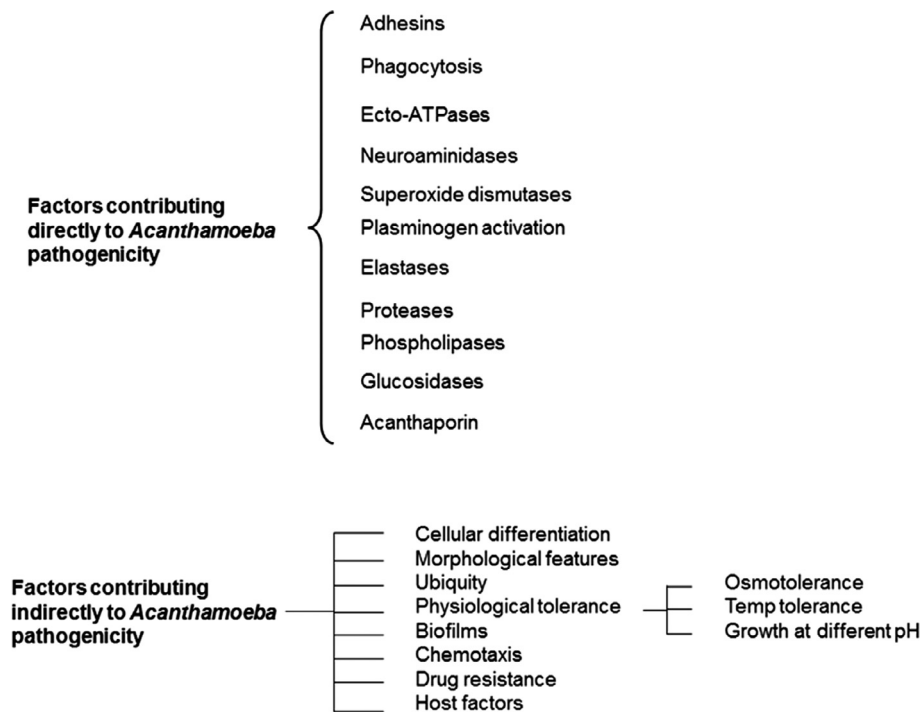 Factors contributing
directly to Acanthamoeba
pathogenicity
Adhesins
Phagocytosis
Ecto-ATPases
Neuroaminidases
Superoxide dismutases
Plasminogen activation
Elastases
Proteases
Phospholipases
Glucosidases
Acanthaporin
Factors contributing
indirectly to Acanthamoeba
pathogenicity
Cellular differentiation
Morphological features
Ubiquity
Physiological tolerance
Biofilms
Chemotaxis
Drug resistance
Host factors
Osmotolerance
Temp tolerance
Growth at different pH